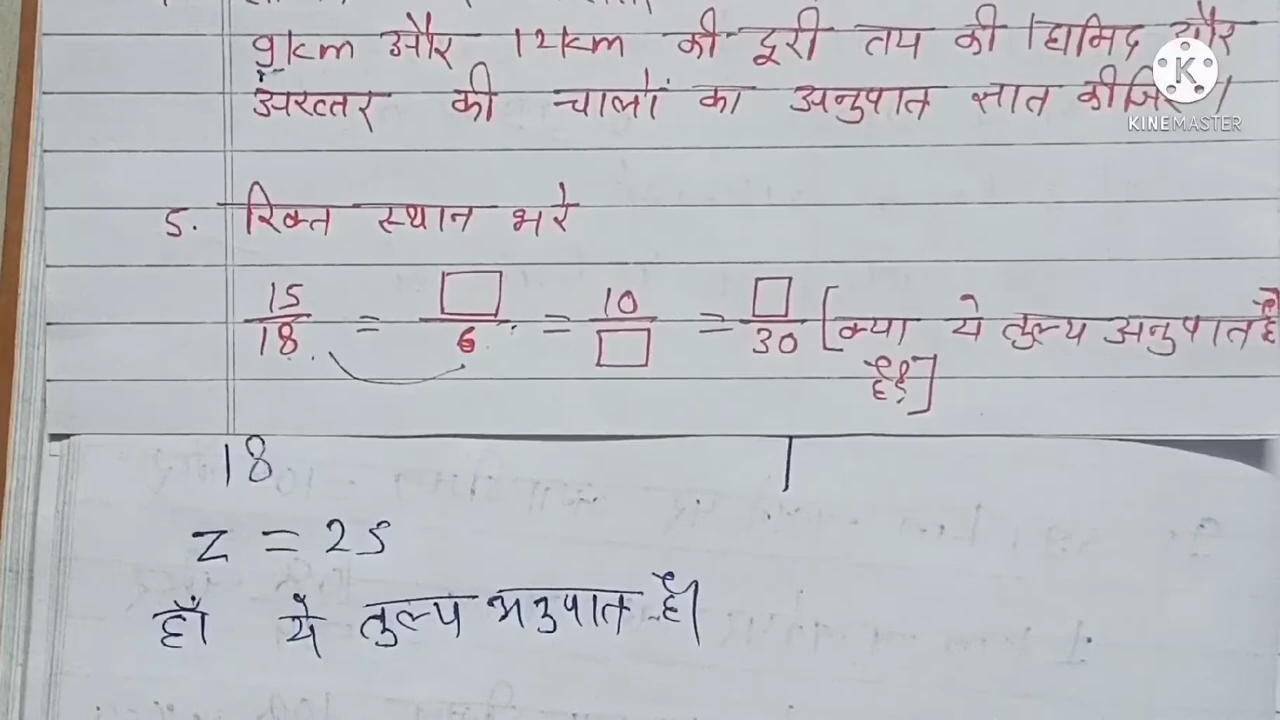 9km और 12km की दूरी तय की। हामिद और
अख्तर की चालों का अनुपात ज्ञात कीजिए।
KINEMASTER
5. रिक्त स्थान भरे
15/18 = □/6 = 10/□ = □/30 [क्या ये तुल्य अनुपात है
है?]
18
z = 25
हाँ ये तुल्य अनुपात है।